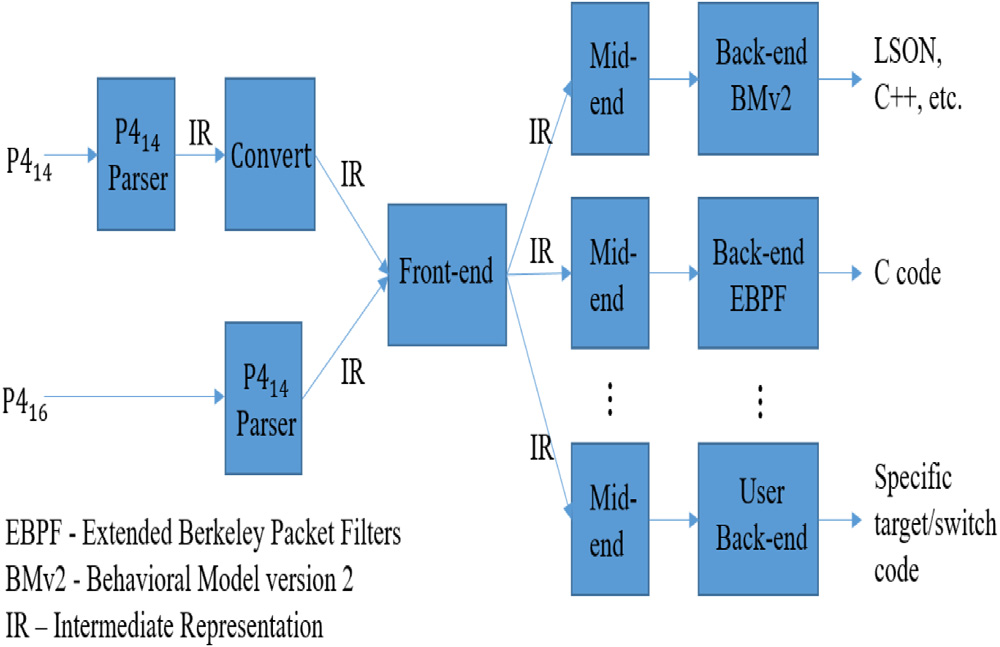 P4₁₄
P4₁₄
Parser
IR
Convert
IR
P4₁₆
P4₁₄
Parser
IR
Front-end
IR
Mid-
end
Back-end
BMv2
LSON,
C++, etc.
IR
Mid-
end
Back-end
EBPF
C code
IR
Mid-
end
User
Back-end
Specific
target/switch
code
EBPF - Extended Berkeley Packet Filters
BMv2 - Behavioral Model version 2
IR – Intermediate Representation